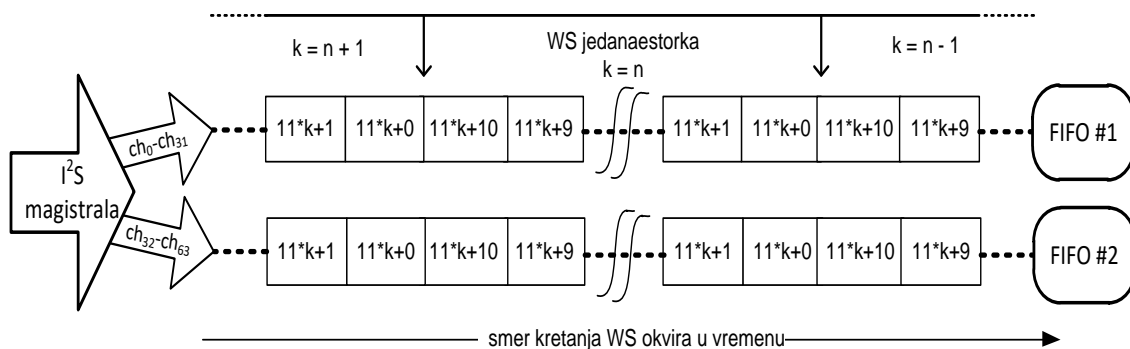 k = n + 1
WS jedanaestorka
k = n
k = n - 1
I²S
magistrala
ch₀-ch₃₁
11*k+1 11*k+0 11*k+10 11*k+9 11*k+1 11*k+0 11*k+10 11*k+9
FIFO #1
ch₃₂-ch₆₃
11*k+1 11*k+0 11*k+10 11*k+9 11*k+1 11*k+0 11*k+10 11*k+9
FIFO #2
smer kretanja WS okvira u vremenu